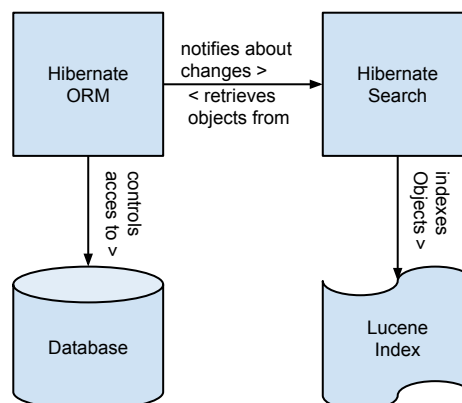 Hibernate
ORM
notifies about
changes >
< retrieves
objects from
Hibernate
Search
controls
acces to >
indexes
Objects >
Database
Lucene
Index